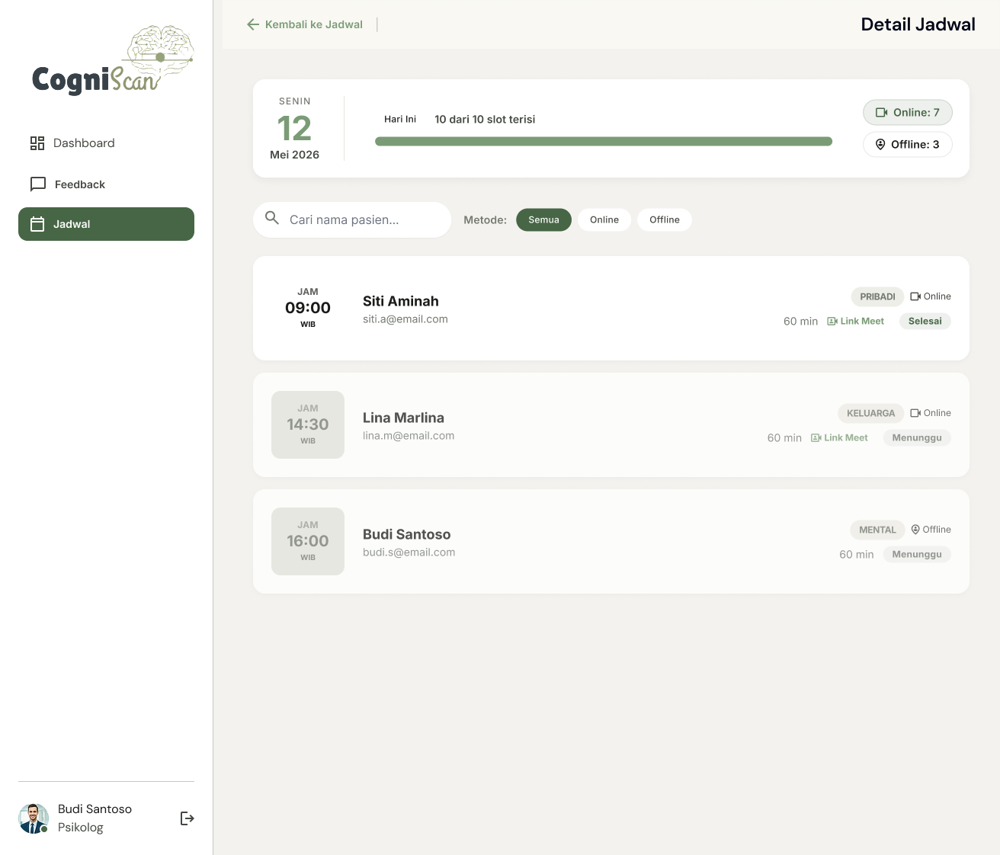 CogniScan
Dashboard
Feedback
Jadwal
Budi Santoso
Psikolog
Kembali ke Jadwal
Detail Jadwal
SENIN
12
Mei 2026
Hari Ini
10 dari 10 slot terisi
Online: 7
Offline: 3
Cari nama pasien...
Metode:
Semua
Online
Offline
JAM
09:00
WIB
Siti Aminah
siti.a@email.com
PRIBADI
Online
60 min
Link Meet
Selesai
JAM
14:30
WIB
Lina Marlina
lina.m@email.com
KELUARGA
Online
60 min
Link Meet
Menunggu
JAM
16:00
WIB
Budi Santoso
budi.s@email.com
MENTAL
Offline
60 min
Menunggu